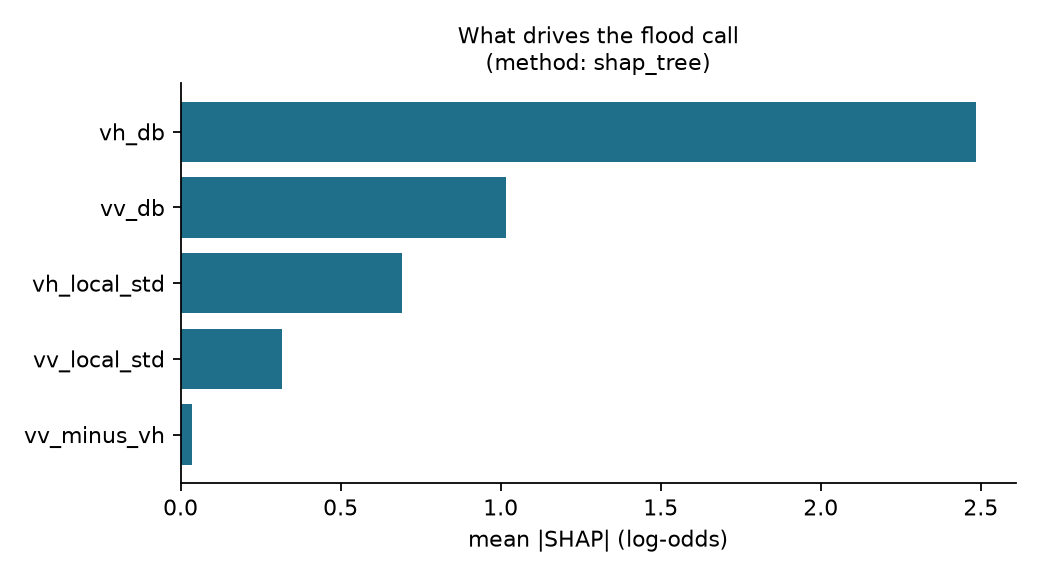 What drives the flood call
(method: shap_tree)
vh_db
vv_db
vh_local_std
vv_local_std
vv_minus_vh
0.0 0.5 1.0 1.5 2.0 2.5
mean |SHAP| (log-odds)